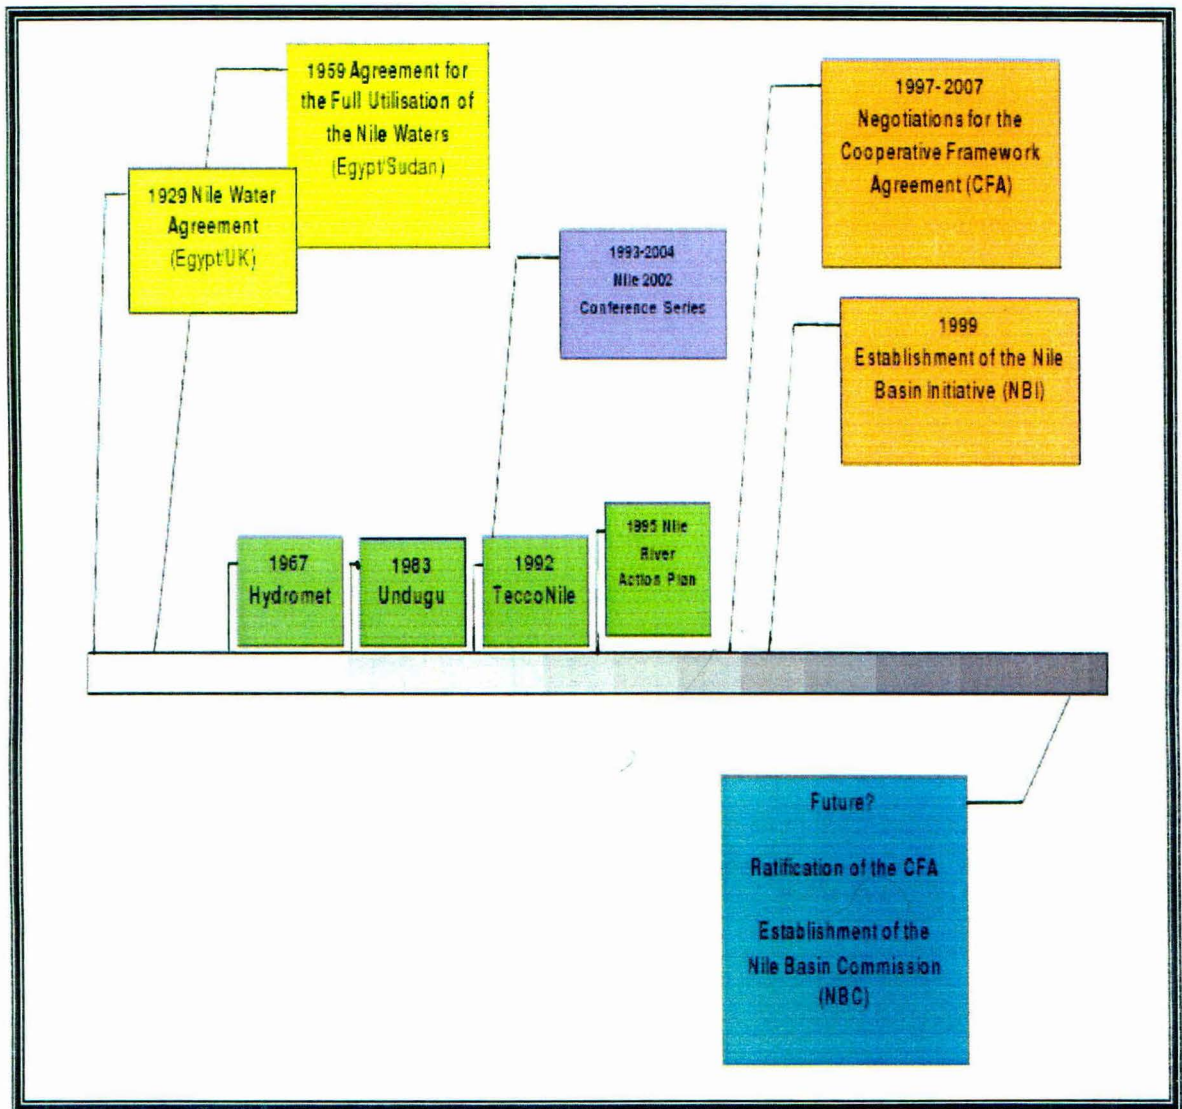 1959 Agreement for
the Full Utilisation of
the Nile Waters
(Egypt/Sudan)
1929 Nile Water
Agreement
(Egypt/UK)
1997-2007
Negotiations for the
Cooperative Framework
Agreement (CFA)
1993-2004
Nile 2002
Conference Series
1999
Establishment of the Nile
Basin Initiative (NBI)
1967
Hydromet
1983
Undugu
1992
TeccoNile
1995 Nile
River
Action Plan
Future?
Ratification of the CFA
Establishment of the
Nile Basin Commission
(NBC)